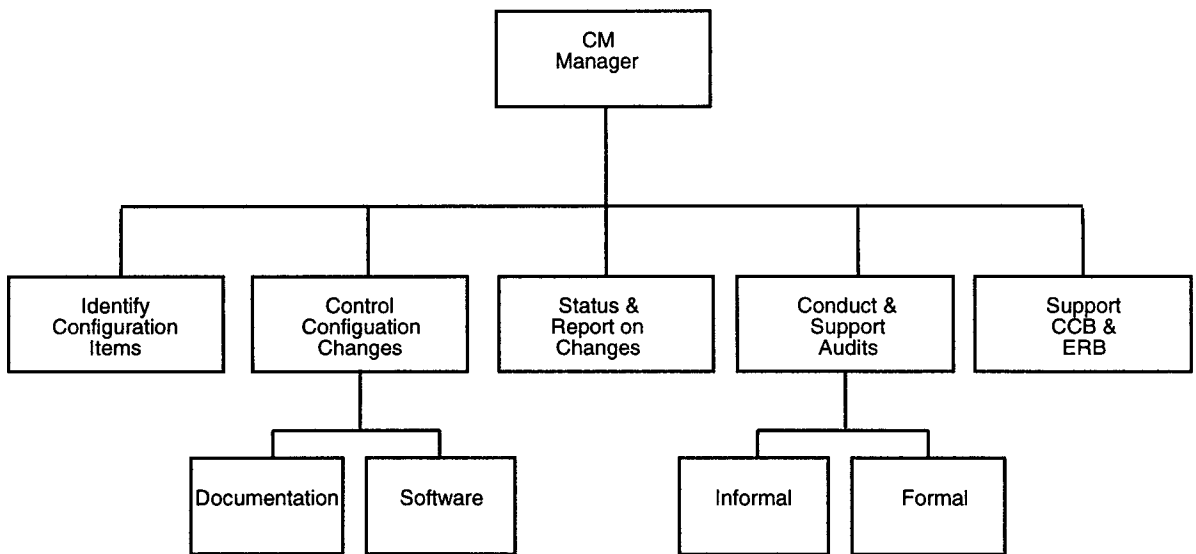 CM
Manager
Identify
Configuration
Items
Control
Configuation
Changes
Status &
Report on
Changes
Conduct &
Support
Audits
Support
CCB &
ERB
Documentation
Software
Informal
Formal